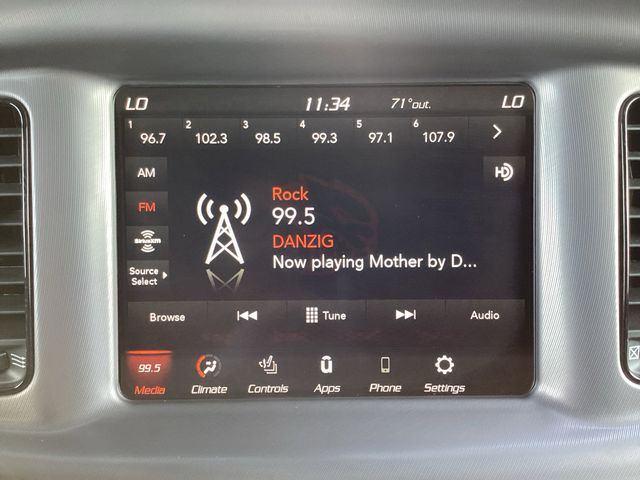 LO 11:34 71°out. LO
1 96.7 2 102.3 3 98.5 4 99.3 5 97.1 6 107.9
AM
HD
FM
Rock
99.5
SiriusXM
DANZIG
Now playing Mother by D...
Source
Select
Browse Tune Audio
99.5
Media Climate Controls Apps Phone Settings